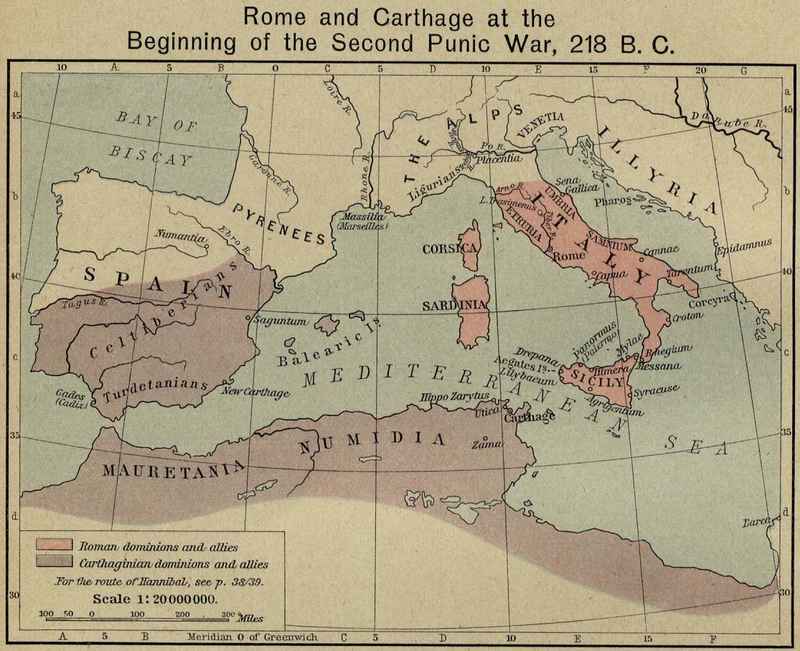 Rome and Carthage at the
Beginning of the Second Punic War, 218 B. C.
10 A 5 B 0 C 5 D 10 E 15 F 20 G
a
45
b
40
c
35
d
30
a
45
b
40
c
35
d
30
BAY OF
BISCAY
Loire R.
Garonne R.
Rhone R.
THE ALPS
VENETIA
Po R.
Placentia
Ligurians
ILLYRIA
Danube R.
PYRENEES
Massilia
(Marseilles)
Arno R.
Sena
Gallica
Pharos
L. Trasimenus
UMBRIA
ETRURIA
ITALY
SAMNIUM
Cannae
Rome
Capua
Tarentum
Epidamnus
Corcyra
Croton
CORSICA
SARDINIA
Numantia
Ebro R.
SPAIN
Tagus R.
Celtiberians
Saguntum
Balearic Is.
Turdetanians
New Carthage
Gades
(Cadiz)
MEDITERRANEAN
SEA
Drepana
Panormus
(Palermo)
Mylae
Aegates Is.
Lilybaeum
Himera
Rhegium
Messana
SICILY
Agrigentum
Syracuse
Hippo Zarytus
Utica
Carthage
Zama
NUMIDIA
MAURETANIA
Barca
Roman dominions and allies
Carthaginian dominions and allies
For the route of Hannibal, see p. 38/39.
Scale 1:20000000.
100 50 0 100 200 300 Miles
A 5 B Meridian 0 of Greenwich C 5 D 10 E 15 F